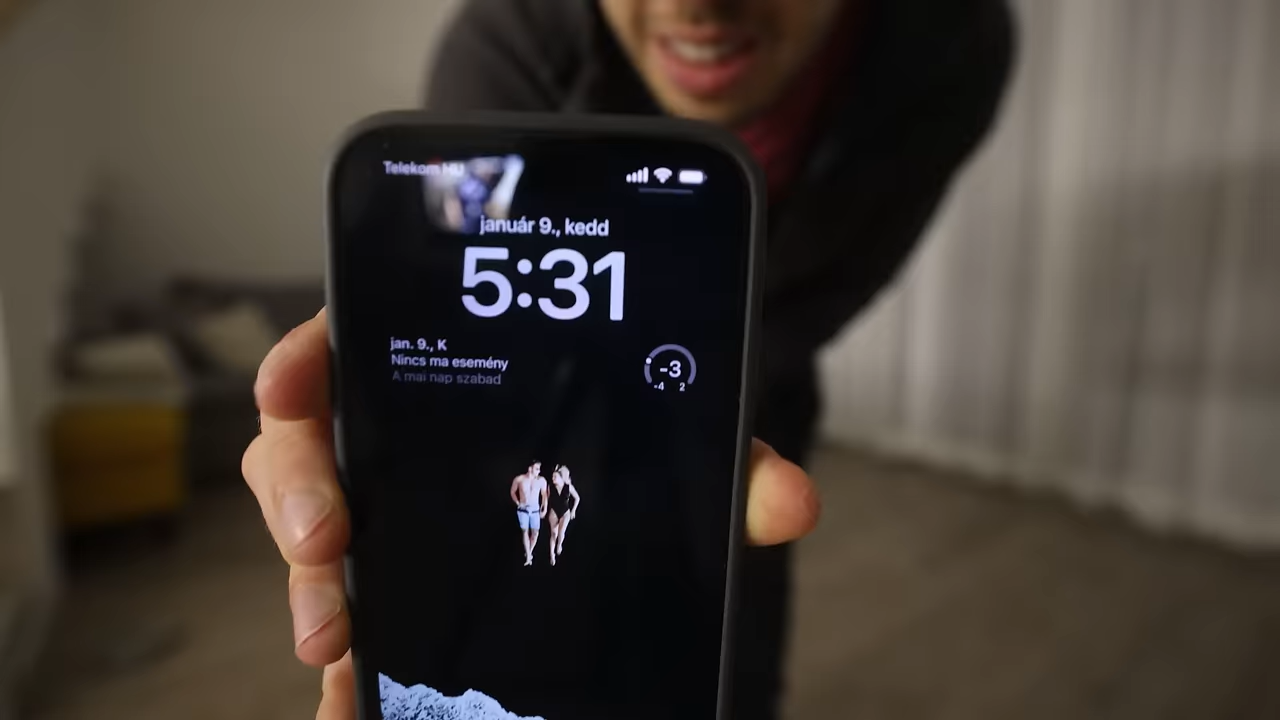 Telekom HU
január 9., kedd
5:31
jan. 9., K
Nincs ma esemény
A mai nap szabad
-3
-4 2